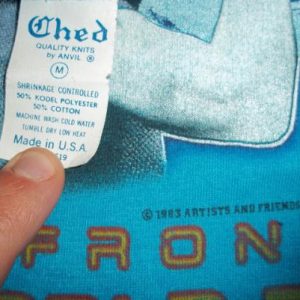 Ched
QUALITY KNITS
by ANVIL ®
M
SHRINKAGE CONTROLLED
50% KODEL POLYESTER
50% COTTON
MACHINE WASH COLD WATER
TUMBLE DRY LOW HEAT
Made in U.S.A.
© 1983 ARTISTS AND FRIENDS
FRON